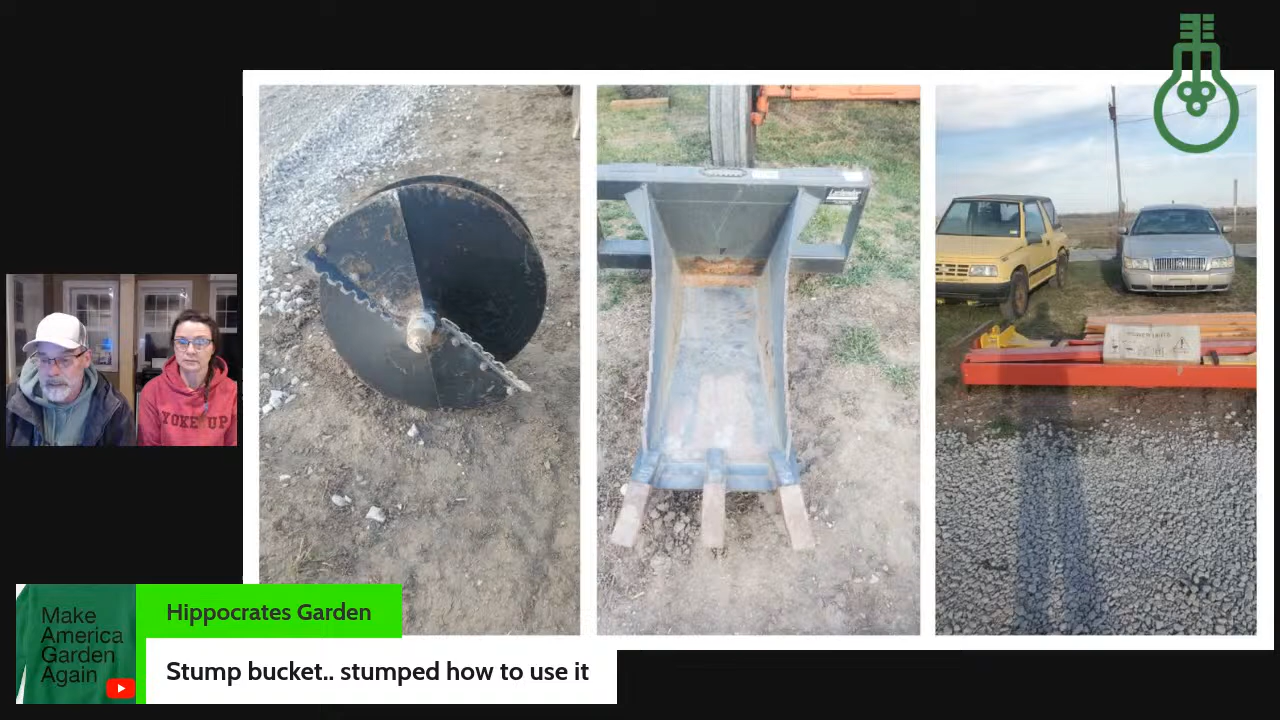 YOKE UP
Make
America
Garden
Again
Hippocrates Garden
Stump bucket.. stumped how to use it